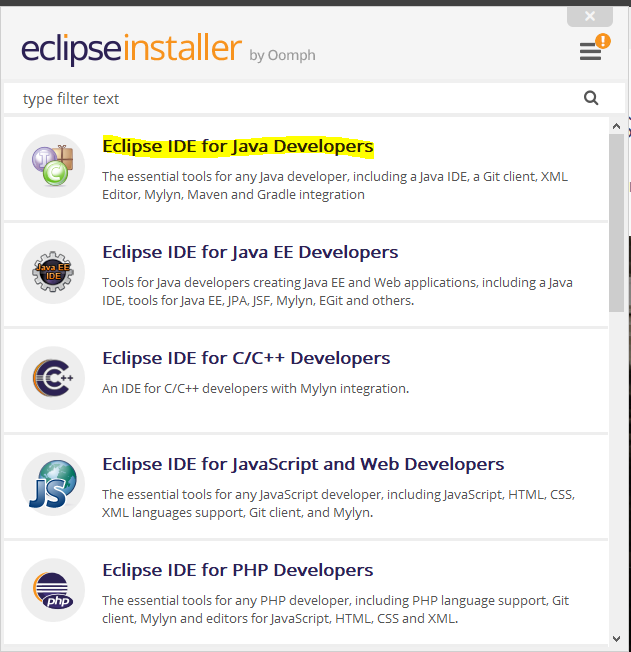 eclipseinstaller by Oomph
!
type filter text
Eclipse IDE for Java Developers
The essential tools for any Java developer, including a Java IDE, a Git client, XML
Editor, Mylyn, Maven and Gradle integration
Java EE
IDE
Eclipse IDE for Java EE Developers
Tools for Java developers creating Java EE and Web applications, including a Java
IDE, tools for Java EE, JPA, JSF, Mylyn, EGit and others.
C++
Eclipse IDE for C/C++ Developers
An IDE for C/C++ developers with Mylyn integration.
JS
Eclipse IDE for JavaScript and Web Developers
The essential tools for any JavaScript developer, including JavaScript, HTML, CSS,
XML languages support, Git client, and Mylyn.
php
Eclipse IDE for PHP Developers
The essential tools for any PHP developer, including PHP language support, Git
client, Mylyn and editors for JavaScript, HTML, CSS and XML.